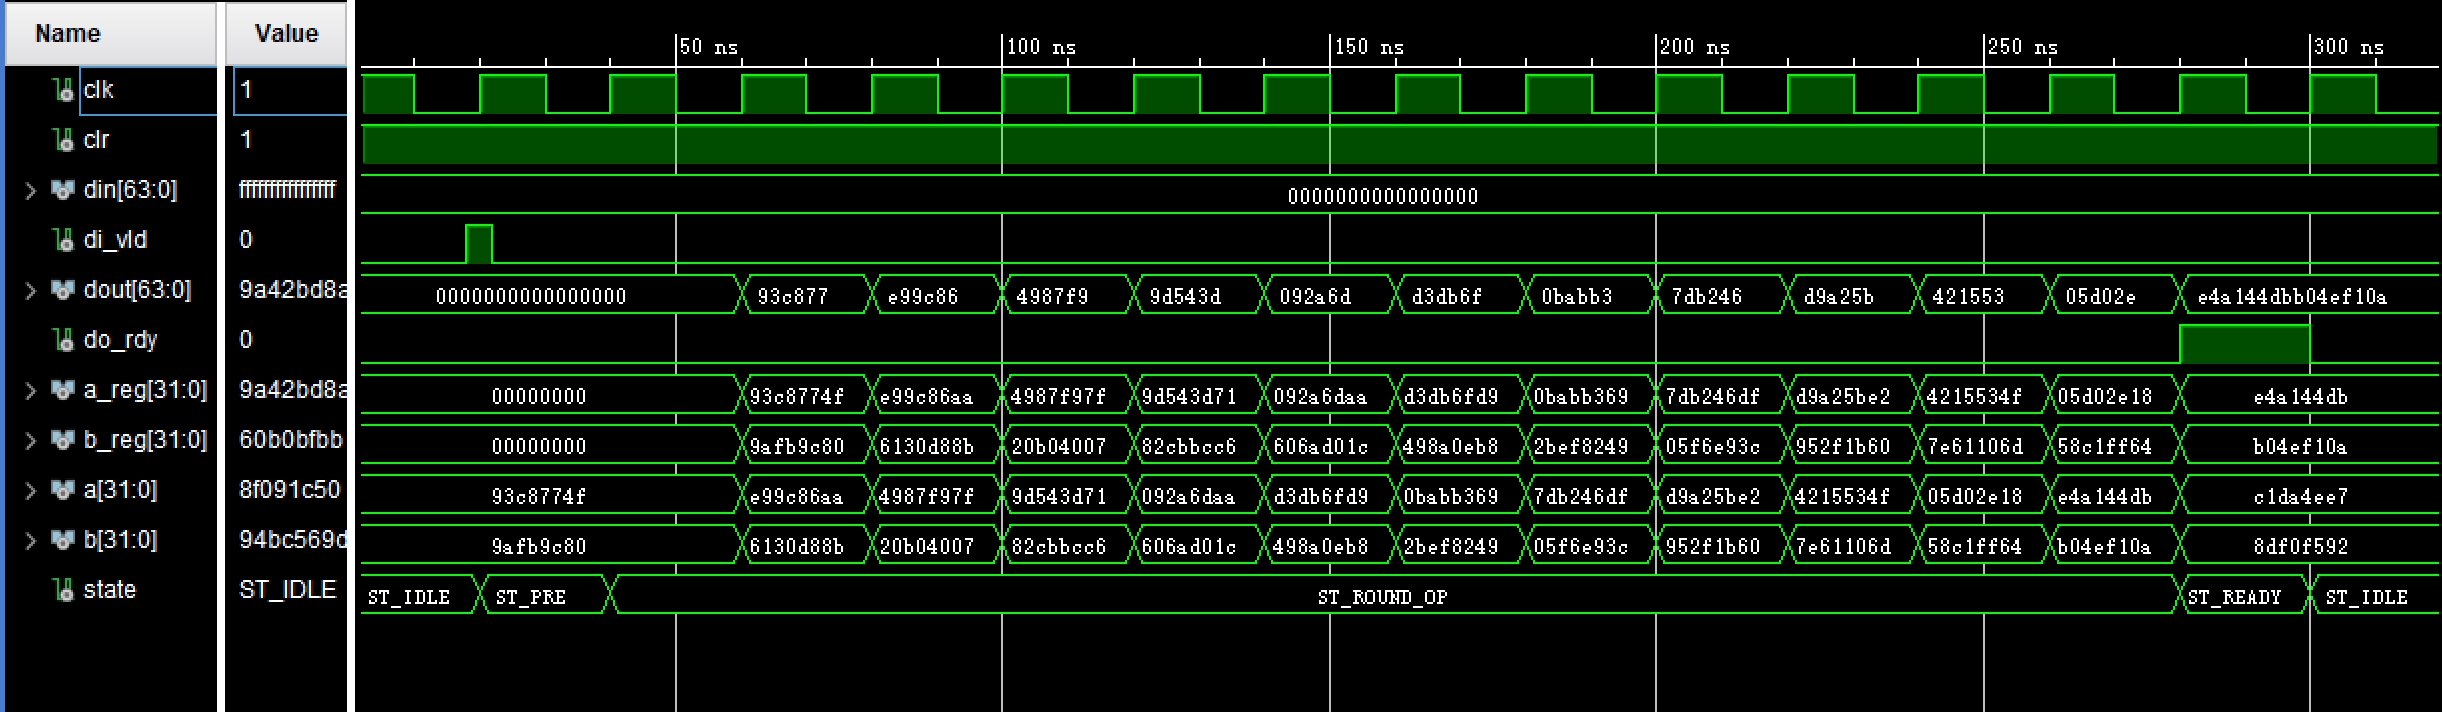 Name Value
50 ns 100 ns 150 ns 200 ns 250 ns 300 ns
clk 1
clr 1
din[63:0] ffffffffffffffff 0000000000000000
di_vld 0
dout[63:0] 9a42bd8a 0000000000000000 93c877 e99c86 4987f9 9d543d 092a6d d3db6f 0babb3 7db246 d9a25b 421553 05d02e e4a144dbb04ef10a
do_rdy 0
a_reg[31:0] 9a42bd8a 00000000 93c8774f e99c86aa 4987f97f 9d543d71 092a6daa d3db6fd9 0babb369 7db246df d9a25be2 4215534f 05d02e18 e4a144db
b_reg[31:0] 60b0bfbb 00000000 9afb9c80 6130d88b 20b04007 82cbbcc6 606ad01c 498a0eb8 2bef8249 05f6e93c 952f1b60 7e61106d 58c1ff64 b04ef10a
a[31:0] 8f091c50 93c8774f e99c86aa 4987f97f 9d543d71 092a6daa d3db6fd9 0babb369 7db246df d9a25be2 4215534f 05d02e18 e4a144db c1da4ee7
b[31:0] 94bc569d 9afb9c80 6130d88b 20b04007 82cbbcc6 606ad01c 498a0eb8 2bef8249 05f6e93c 952f1b60 7e61106d 58c1ff64 b04ef10a 8df0f592
state ST_IDLE ST_IDLE ST_PRE ST_ROUND_OP ST_READY ST_IDLE